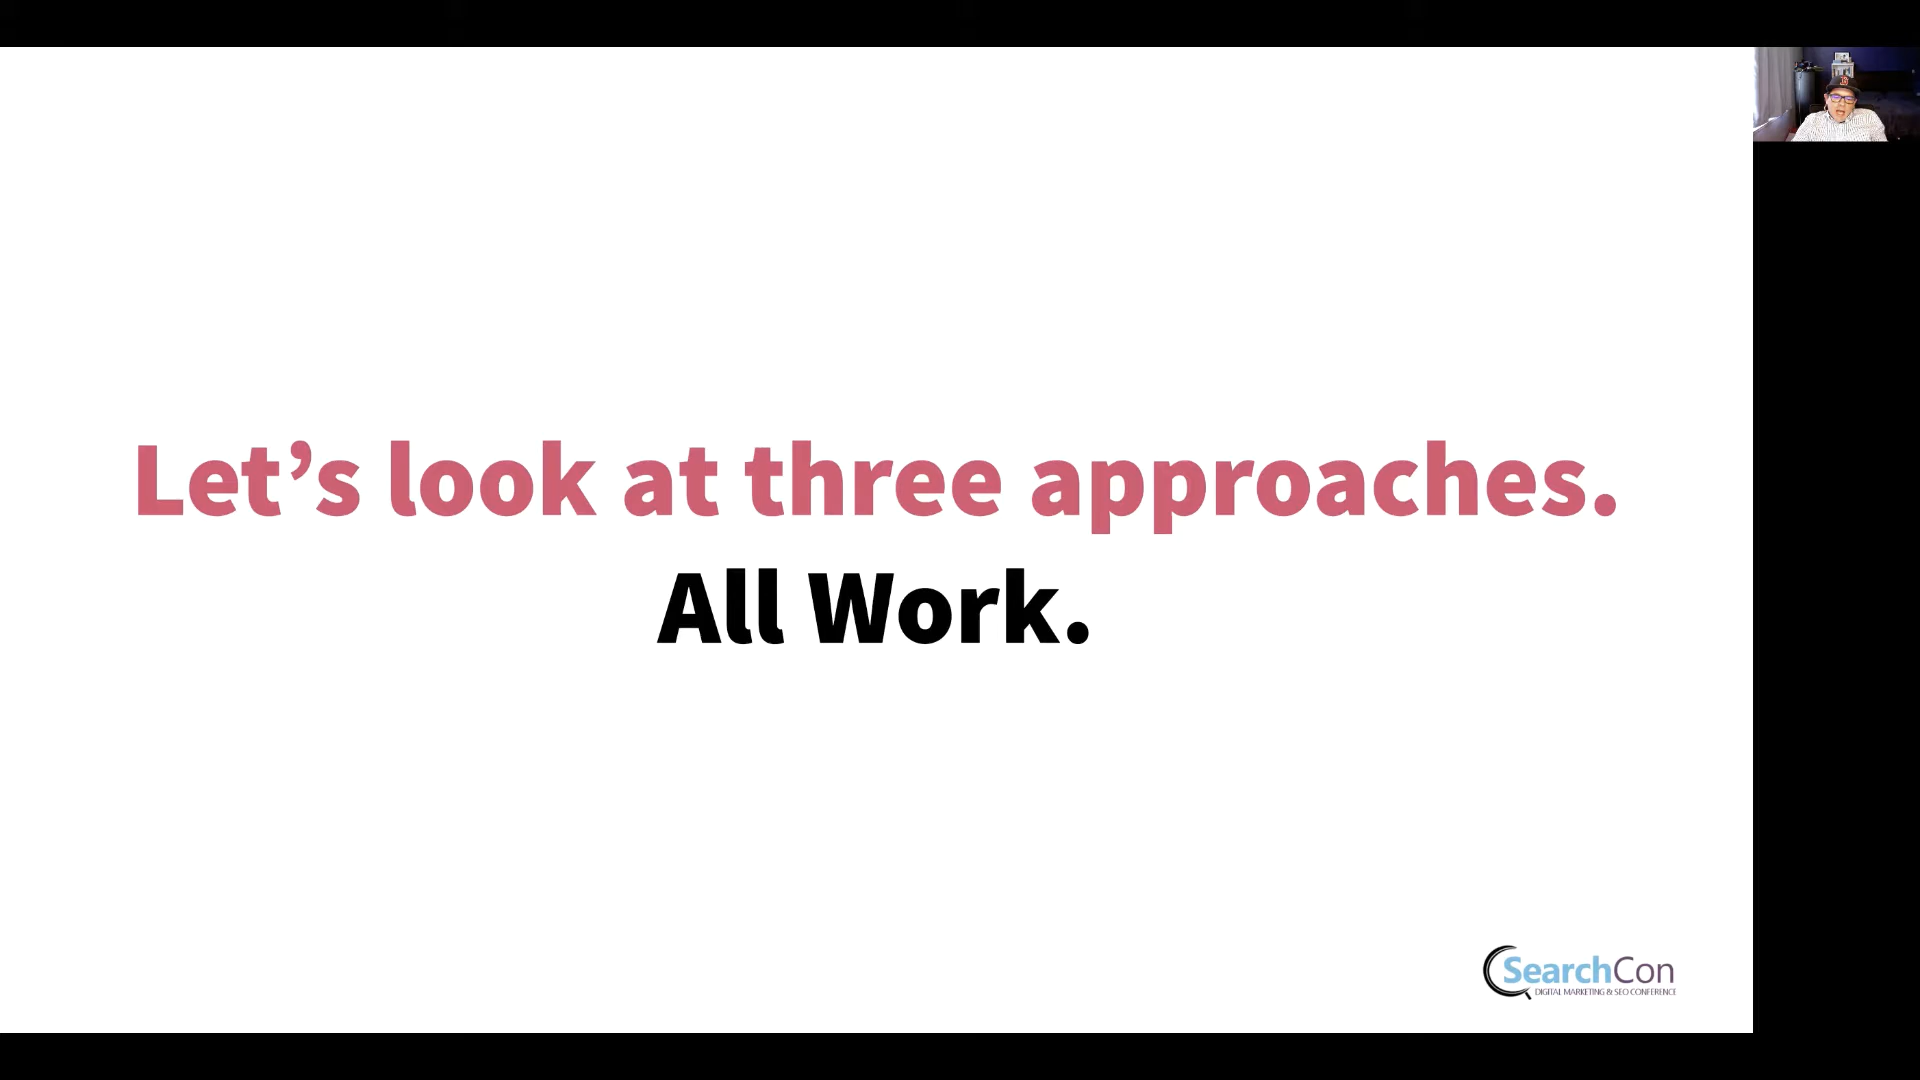 Let’s look at three approaches.
All Work.
SearchCon
DIGITAL MARKETING & SEO CONFERENCE
B